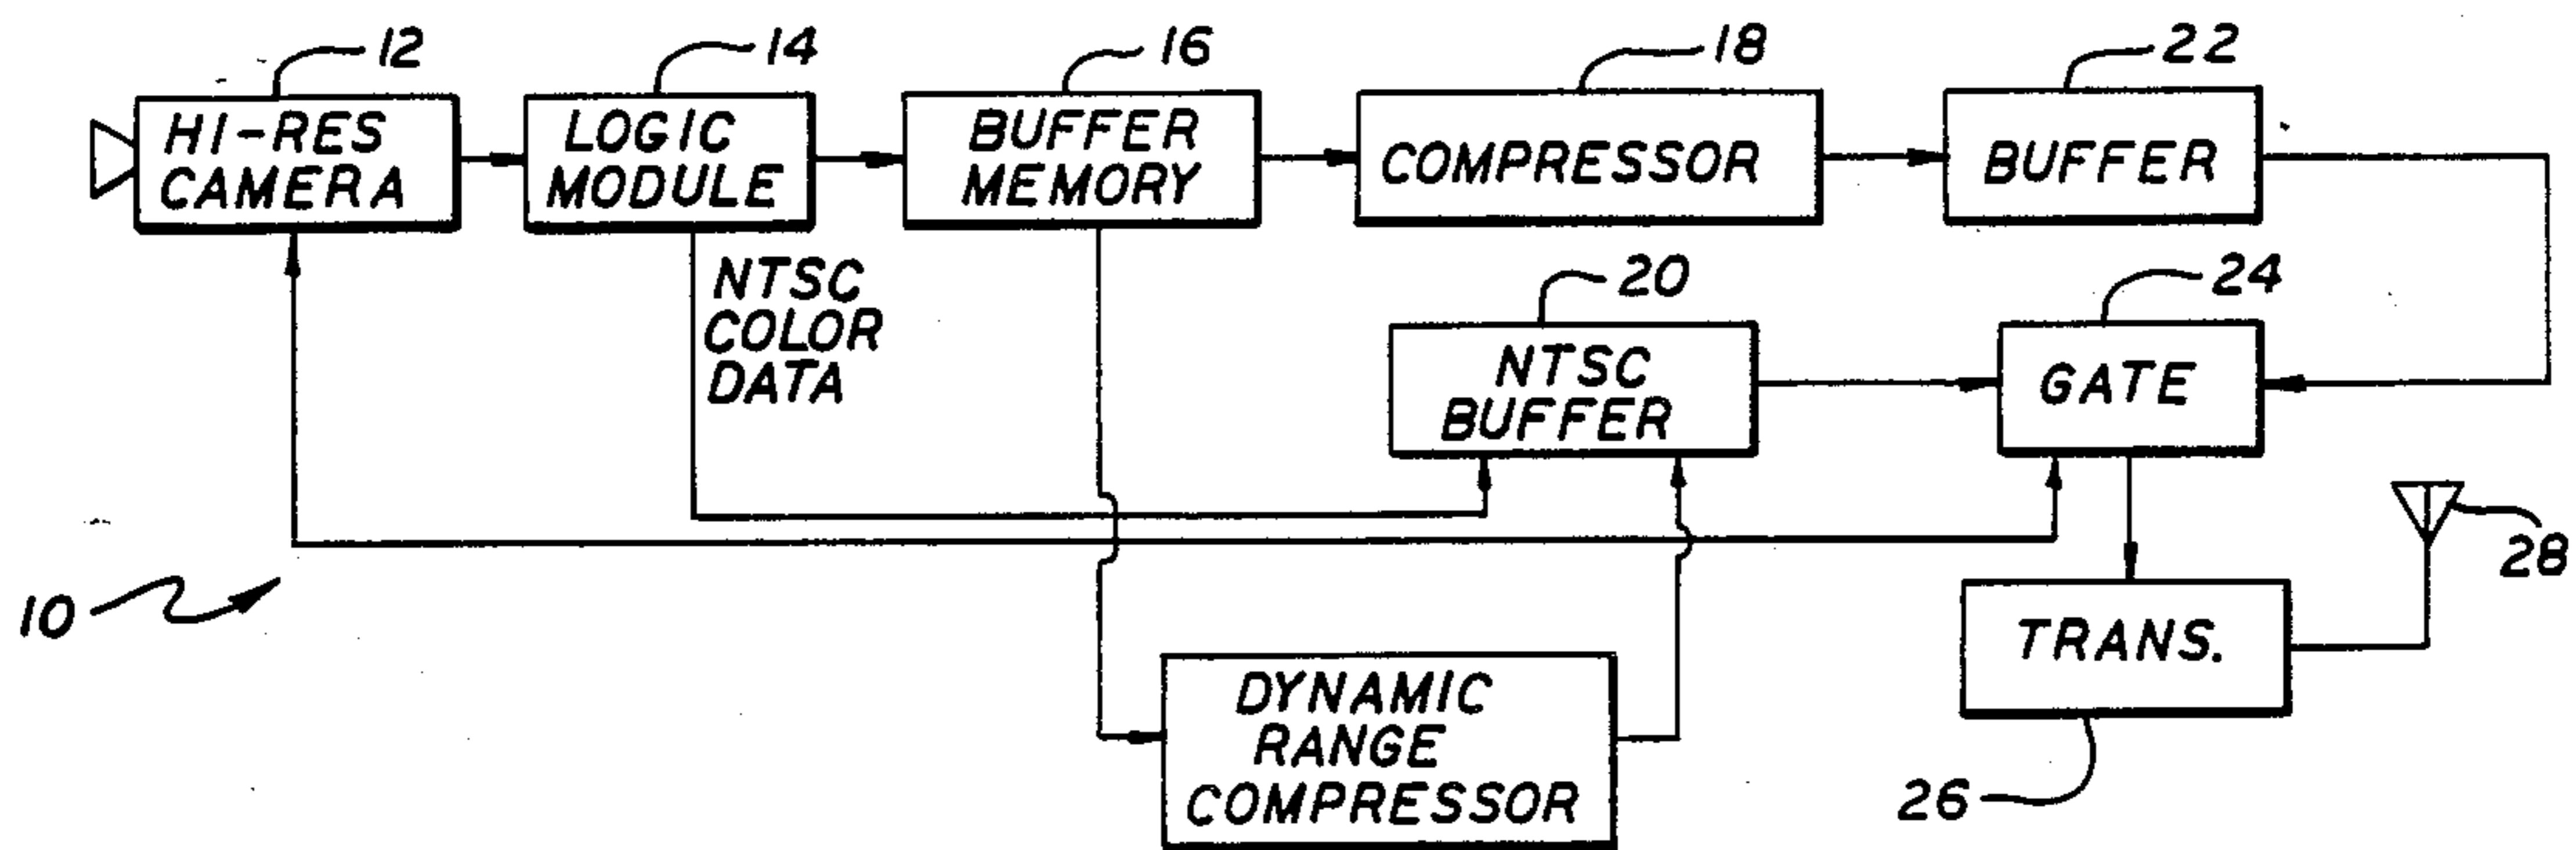 12
14
16
18
22
HI-RES
CAMERA
LOGIC
MODULE
BUFFER
MEMORY
COMPRESSOR
BUFFER
NTSC
COLOR
DATA
20
24
NTSC
BUFFER
GATE
28
10
TRANS.
DYNAMIC
RANGE
COMPRESSOR
26